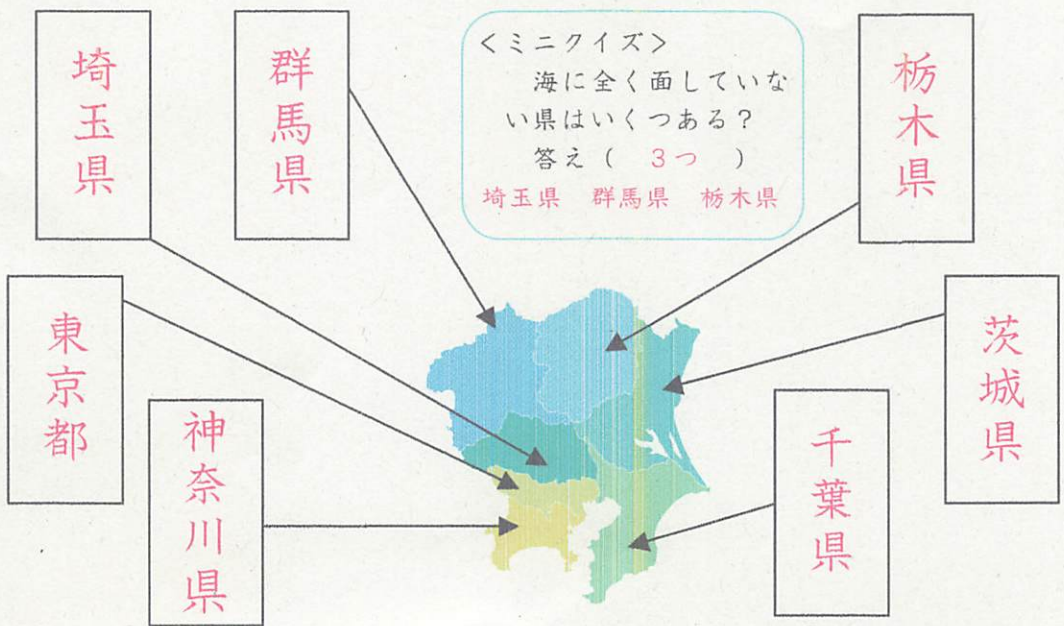 埼玉県
群馬県
<ミニクイズ>
海に全く面していな
い県はいくつある?
答え( 3つ )
埼玉県 群馬県 栃木県
栃木県
東京都
神奈川県
茨城県
千葉県